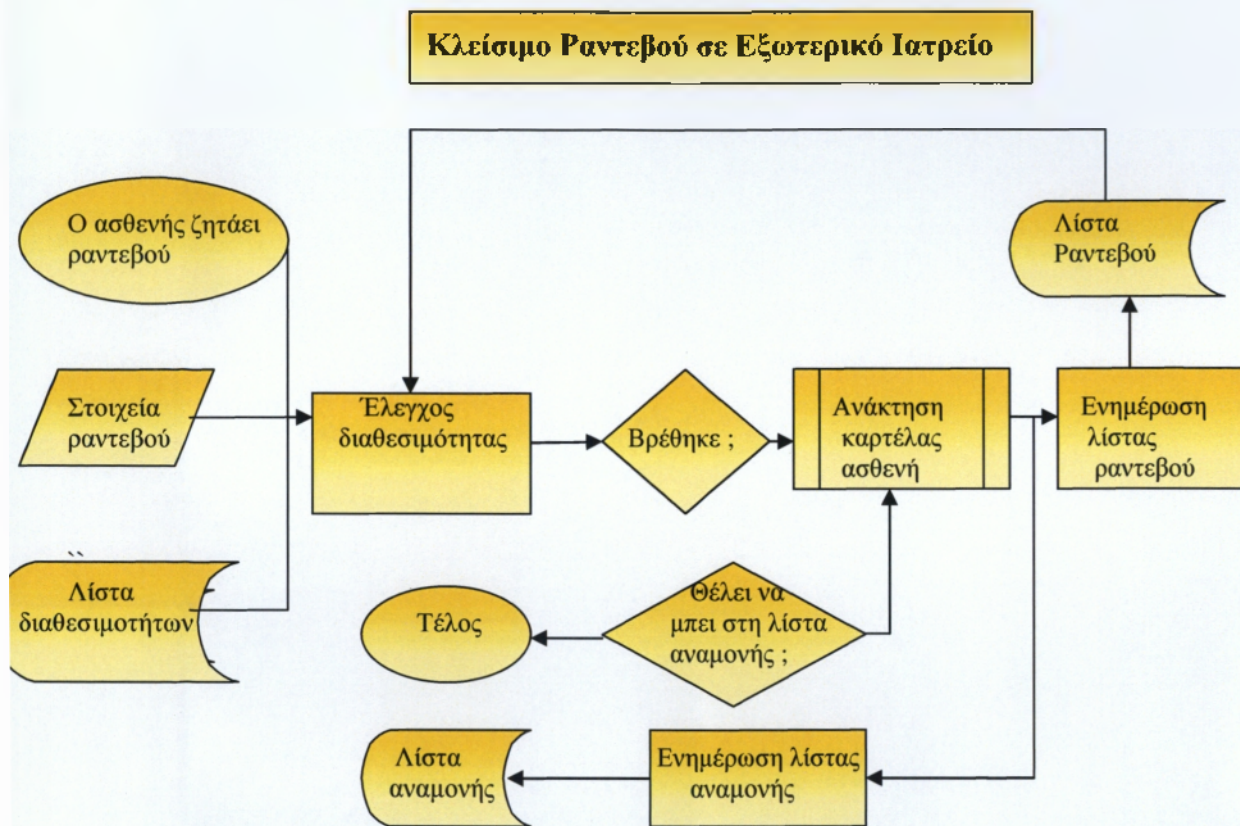 Κλείσιμο Ραντεβού σε Εξωτερικό Ιατρείο
Ο ασθενής ζητάει
ραντεβού
Λίστα
Ραντεβού
Στοιχεία
ραντεβού
Έλεγχος
διαθεσιμότητας
Βρέθηκε ;
Ανάκτηση
καρτέλας
ασθενή
Ενημέρωση
λίστας
ραντεβού
Λίστα
διαθεσιμοτήτων
Τέλος
Θέλει να
μπει στη λίστα
αναμονής ;
Λίστα
αναμονής
Ενημέρωση λίστας
αναμονής